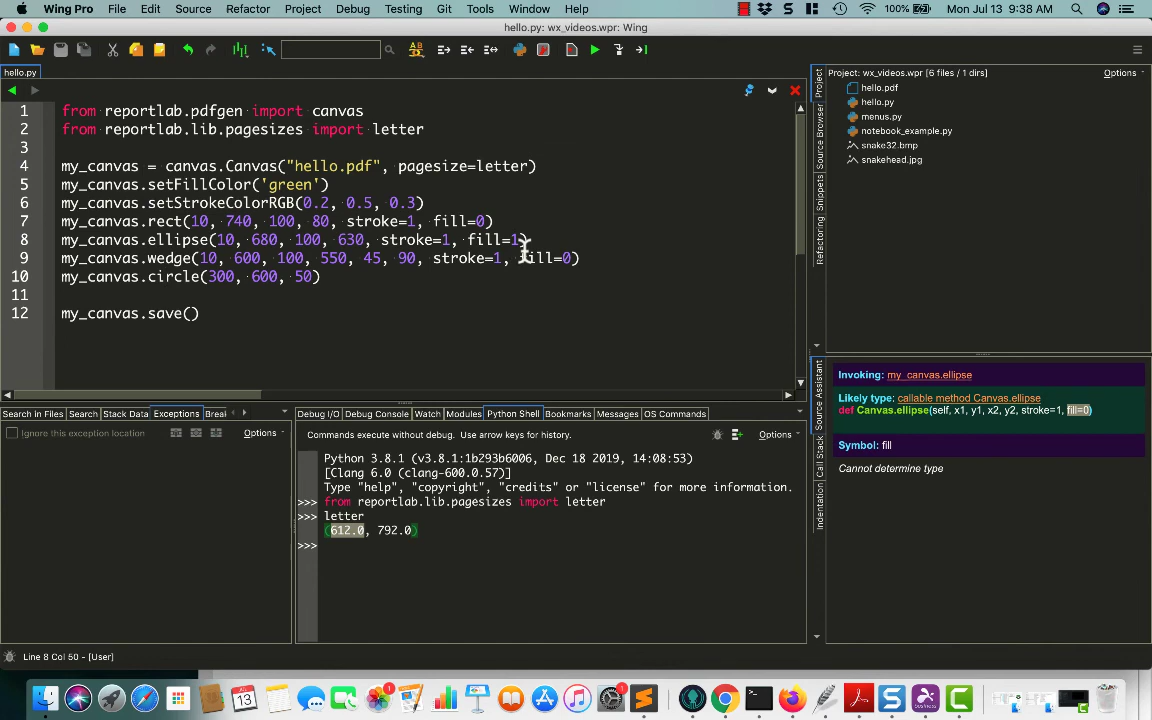 Wing Pro File Edit Source Refactor Project Debug Testing Git Tools Window Help 100% Mon Jul 13 9:38 AM
hello.py: wx_videos.wpr: Wing
hello.py
1 from reportlab.pdfgen import canvas
2 from reportlab.lib.pagesizes import letter
3
4 my_canvas = canvas.Canvas("hello.pdf", pagesize=letter)
5 my_canvas.setFillColor('green')
6 my_canvas.setStrokeColorRGB(0.2, 0.5, 0.3)
7 my_canvas.rect(10, 740, 100, 80, stroke=1, fill=0)
8 my_canvas.ellipse(10, 680, 100, 630, stroke=1, fill=1)
9 my_canvas.wedge(10, 600, 100, 550, 45, 90, stroke=1, fill=0)
10 my_canvas.circle(300, 600, 50)
11
12 my_canvas.save()
Project: wx_videos.wpr [6 files / 1 dirs] Options
hello.pdf
hello.py
menus.py
notebook_example.py
snake32.bmp
snakehead.jpg
Project
Source Browser
Snippets
Refactoring
Source Assistant
Call Stack
Indentation
Invoking: my_canvas.ellipse
Likely type: callable method Canvas.ellipse
def Canvas.ellipse(self, x1, y1, x2, y2, stroke=1, fill=0)
Symbol: fill
Cannot determine type
Search in Files Search Stack Data Exceptions Break
Ignore this exception location Options
Debug I/O Debug Console Watch Modules Python Shell Bookmarks Messages OS Commands
Commands execute without debug. Use arrow keys for history. Options
Python 3.8.1 (v3.8.1:1b293b6006, Dec 18 2019, 14:08:53)
[Clang 6.0 (clang-600.0.57)]
Type "help", "copyright", "credits" or "license" for more information.
>>> from reportlab.lib.pagesizes import letter
>>> letter
(612.0, 792.0)
>>>
Line 8 Col 50 - [User]